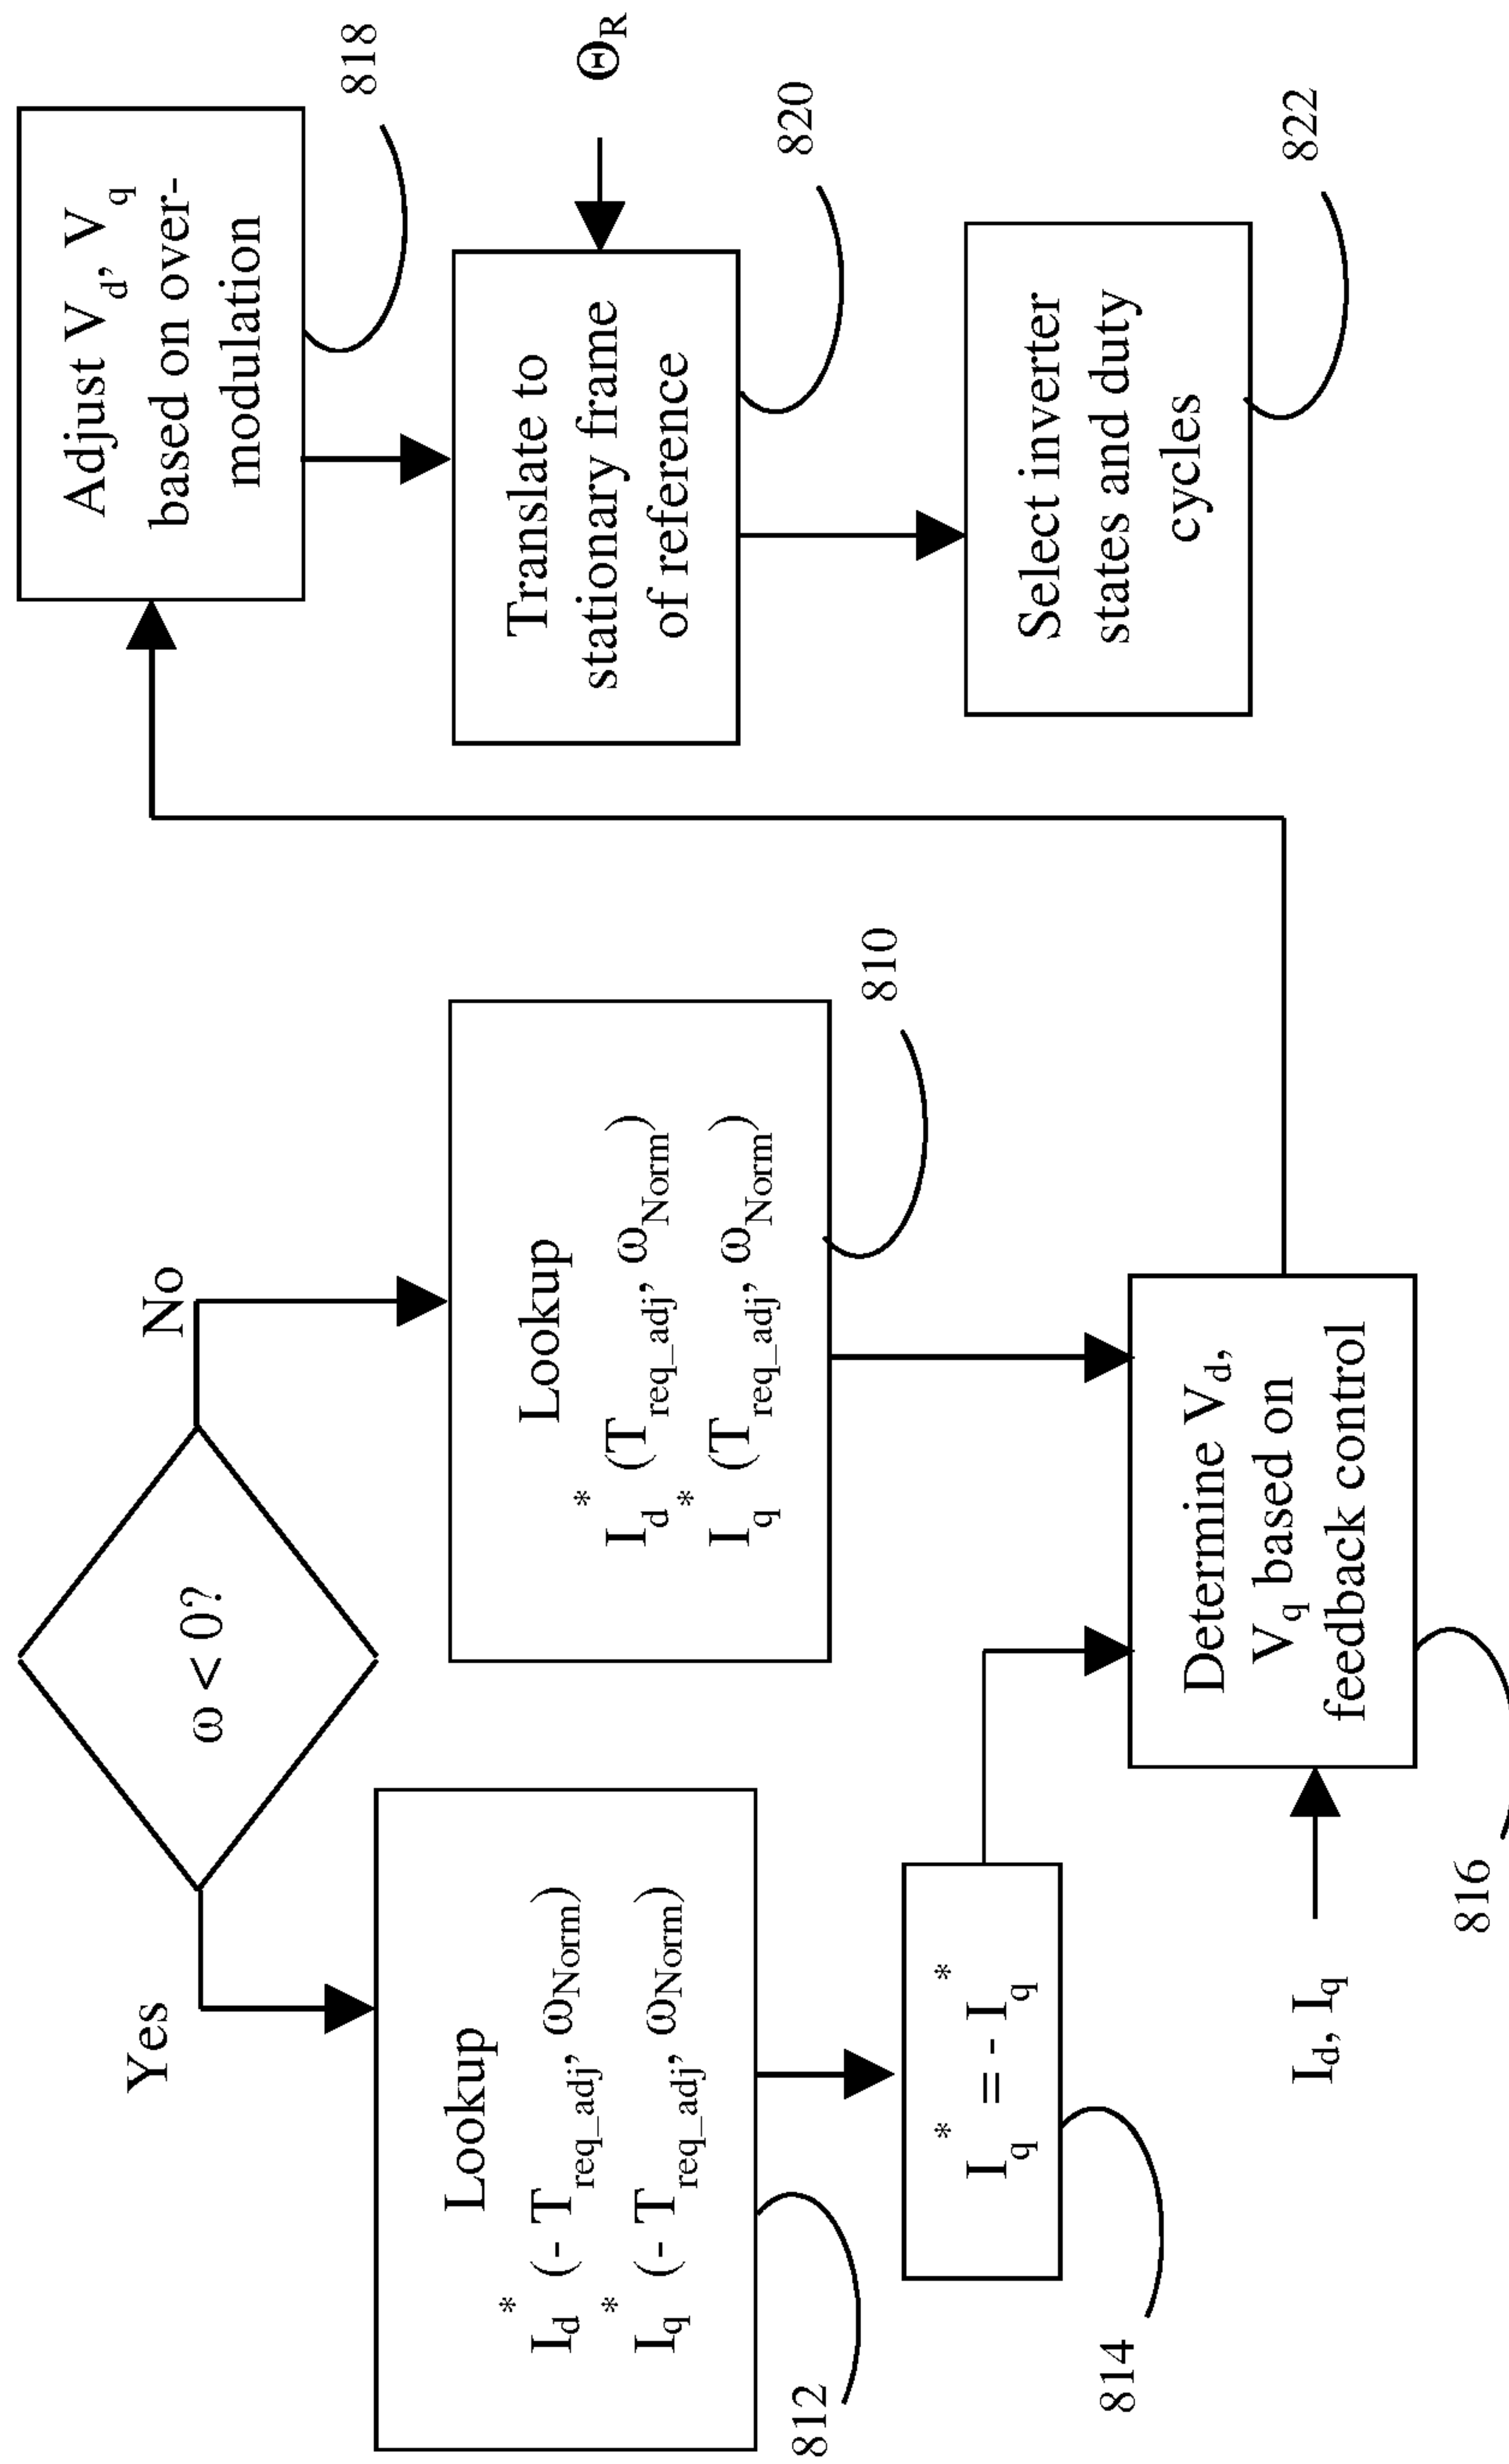 ω < 0?
Yes
No
Lookup
I_d^* (- T_req_adj, ω_Norm)
I_q^* (- T_req_adj, ω_Norm)
812
I_q^* = - I_q^*
814
Lookup
I_d^* (T_req_adj, ω_Norm)
I_q^* (T_req_adj, ω_Norm)
810
I_d, I_q
Determine V_d,
V_q based on
feedback control
816
Adjust V_d, V_q
based on over-
modulation
818
Θ_R
Translate to
stationary frame
of reference
820
Select inverter
states and duty
cycles
822